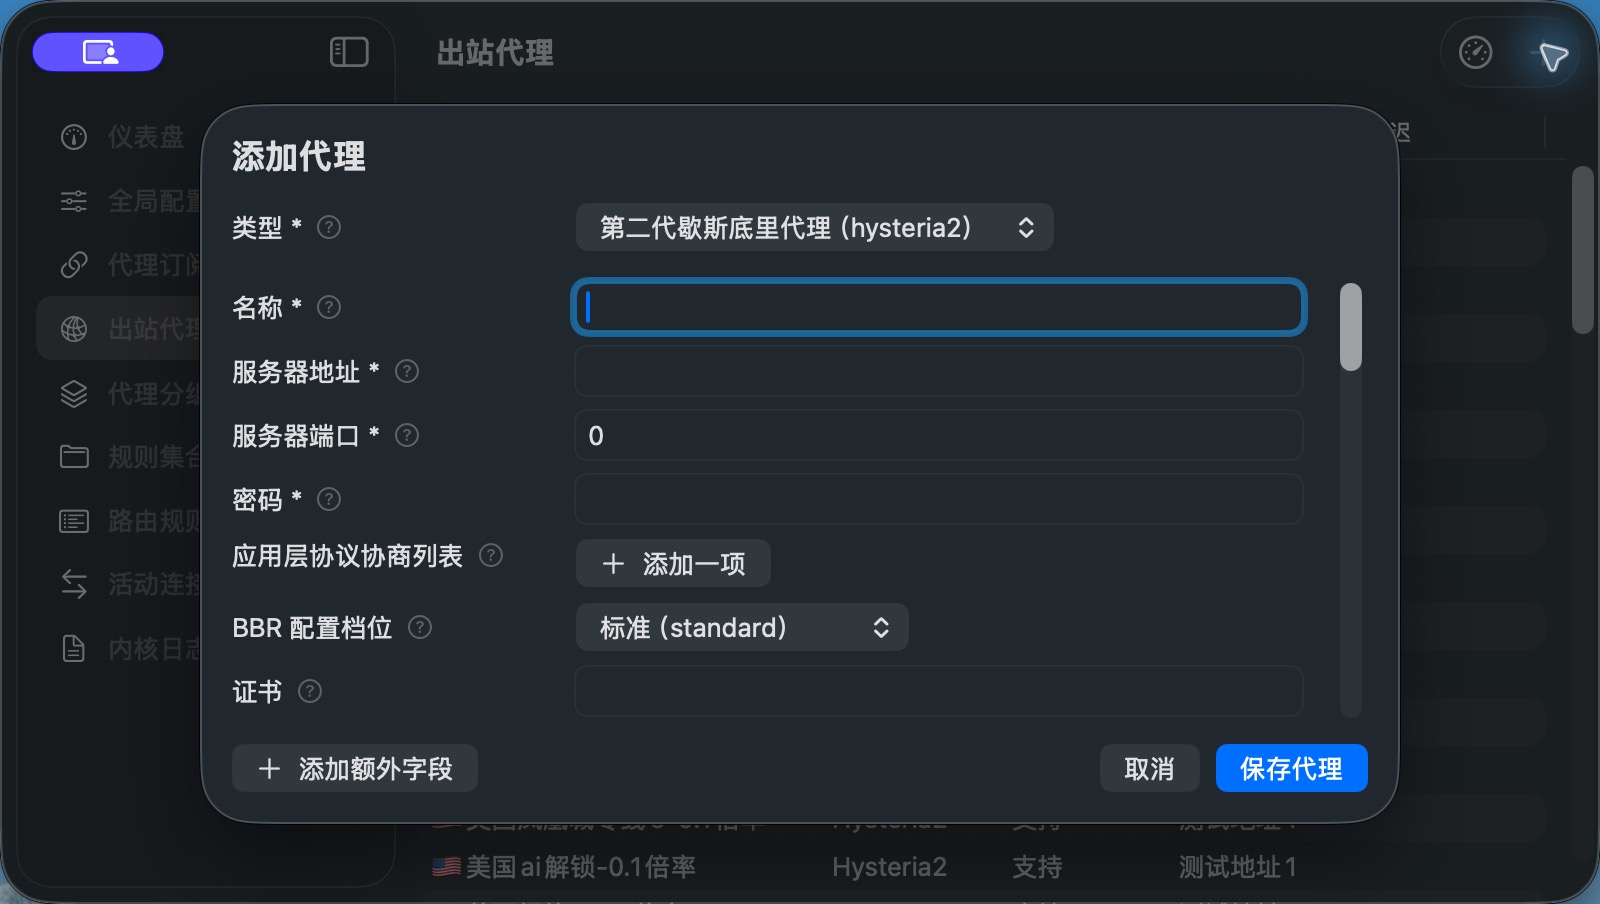 出站代理
仪表盘
全局配置
代理订阅
出站代理
代理分组
规则集合
路由规则
活动连接
内核日志
迟
添加代理
类型 * ?
第二代歇斯底里代理 (hysteria2)
名称 * ?
服务器地址 * ?
服务器端口 * ?
0
密码 * ?
应用层协议协商列表 ?
+ 添加一项
BBR 配置档位 ?
标准 (standard)
证书 ?
+ 添加额外字段
取消
保存代理
美国ai解锁-0.1倍率
Hysteria2
支持
测试地址1